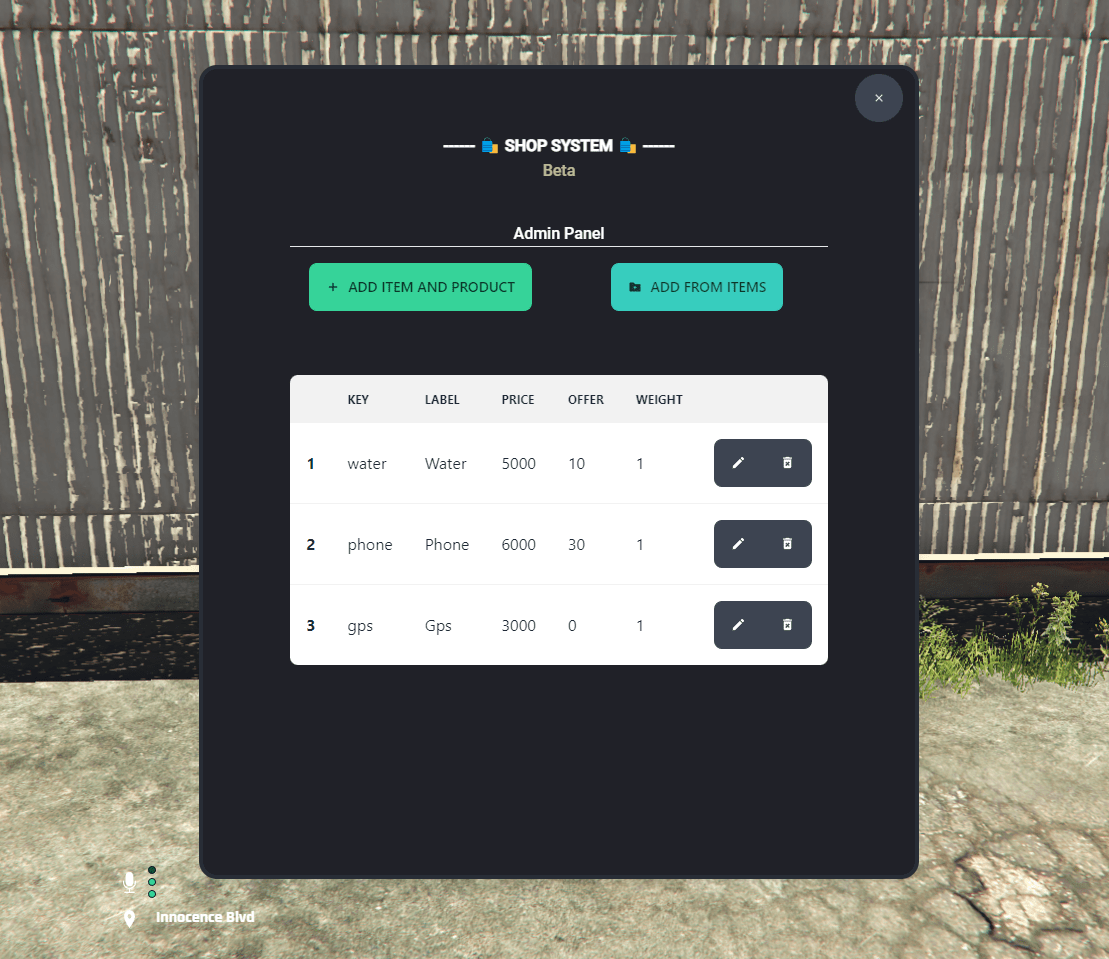 ------ 🛍️ SHOP SYSTEM 🛍️ ------
Beta
Admin Panel
+ ADD ITEM AND PRODUCT ADD FROM ITEMS
KEY LABEL PRICE OFFER WEIGHT
1 water Water 5000 10 1
2 phone Phone 6000 30 1
3 gps Gps 3000 0 1
Innocence Blvd